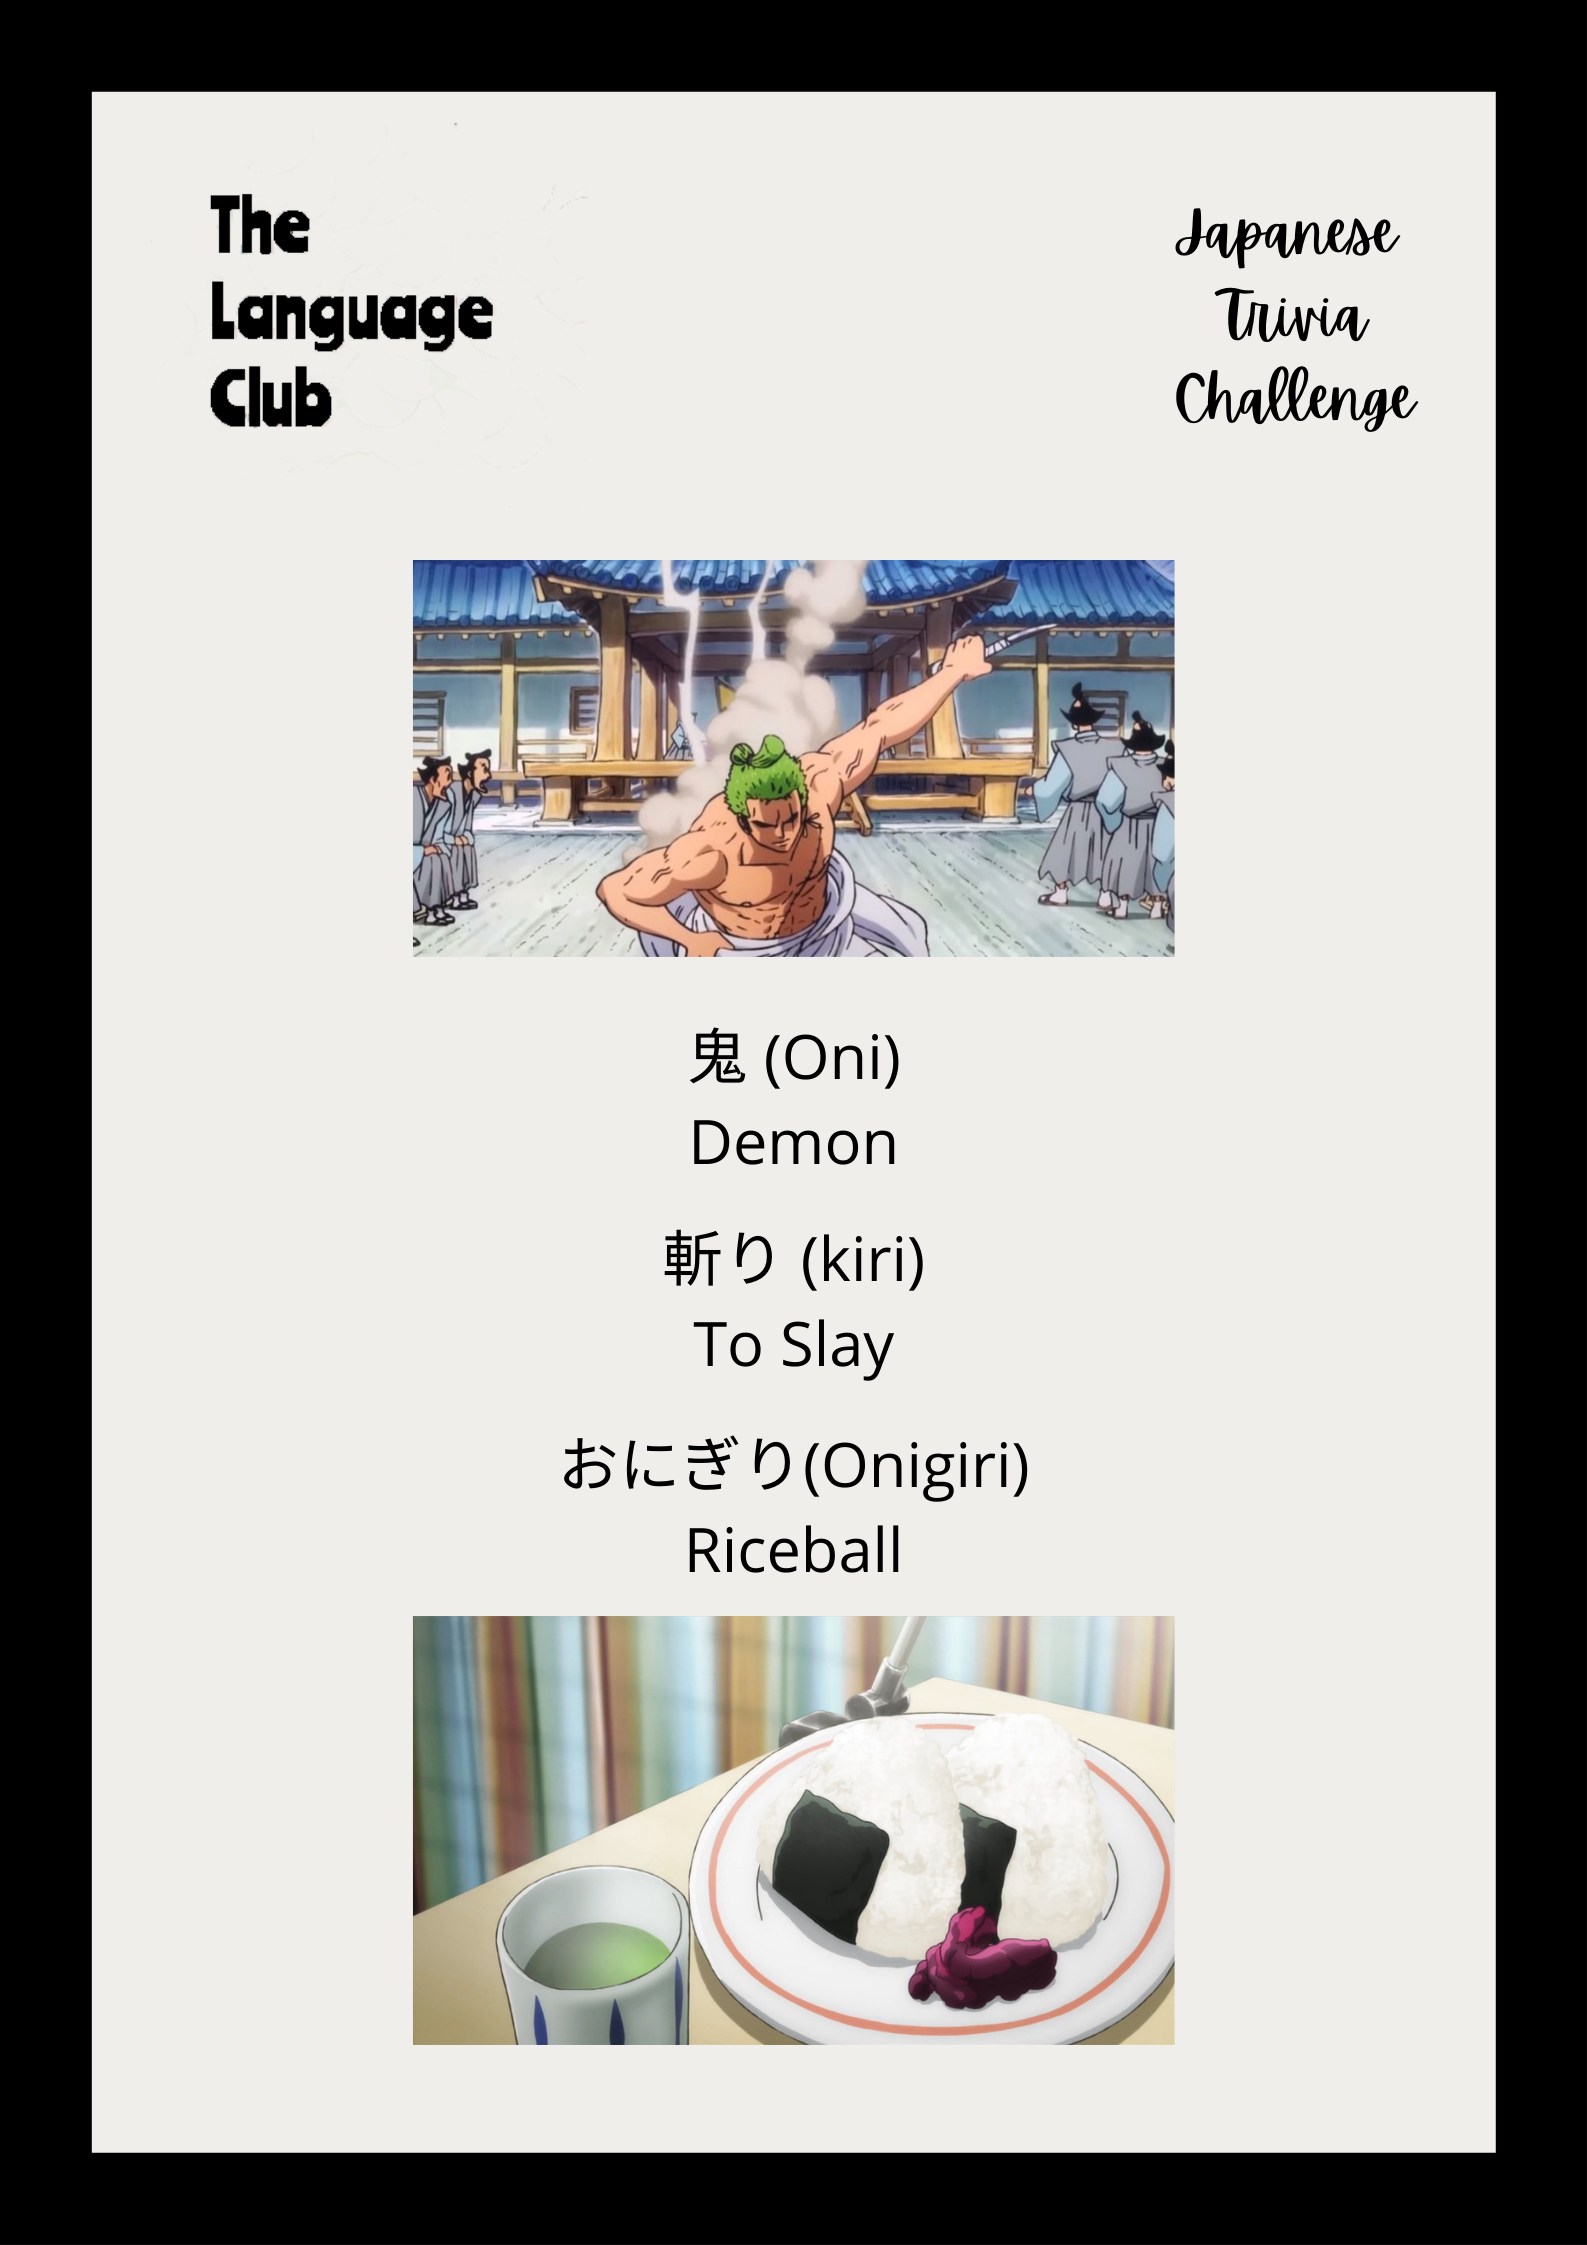 The
Language
Club
Japanese
Trivia
Challenge
鬼 (Oni)
Demon
斬り (kiri)
To Slay
おにぎり(Onigiri)
Riceball